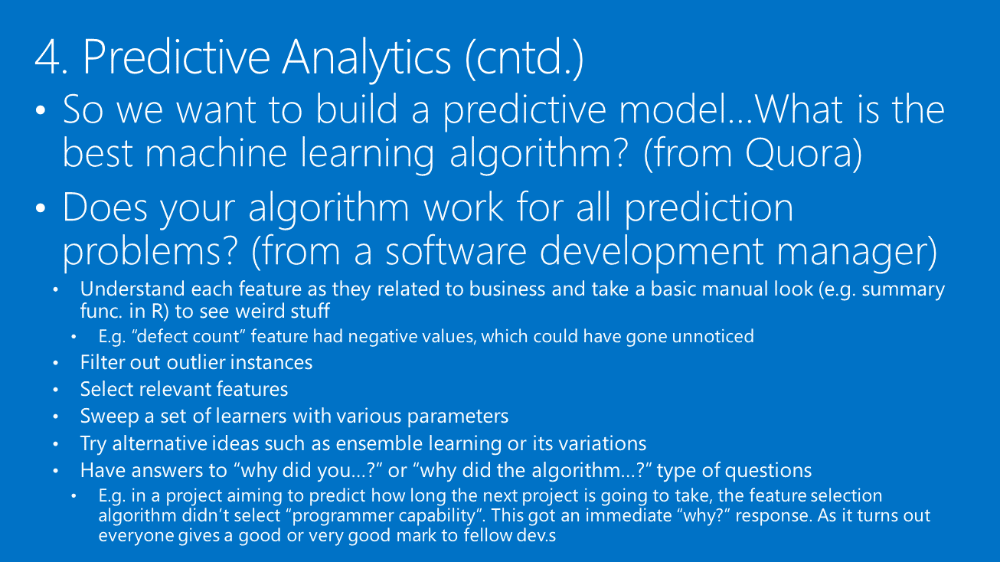 4. Predictive Analytics (cntd.)
• So we want to build a predictive model...What is the
best machine learning algorithm? (from Quora)
• Does your algorithm work for all prediction
problems? (from a software development manager)
• Understand each feature as they related to business and take a basic manual look (e.g. summary
func. in R) to see weird stuff
• E.g. “defect count” feature had negative values, which could have gone unnoticed
• Filter out outlier instances
• Select relevant features
• Sweep a set of learners with various parameters
• Try alternative ideas such as ensemble learning or its variations
• Have answers to “why did you...?” or “why did the algorithm...?” type of questions
• E.g. in a project aiming to predict how long the next project is going to take, the feature selection
algorithm didn’t select “programmer capability”. This got an immediate “why?” response. As it turns out
everyone gives a good or very good mark to fellow dev.s